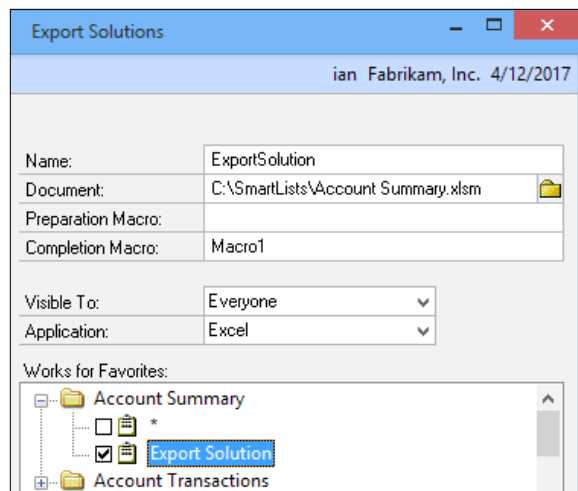 Export Solutions
ian Fabrikam, Inc. 4/12/2017
Name: ExportSolution
Document: C:\SmartLists\Account Summary.xlsm
Preparation Macro:
Completion Macro: Macro1
Visible To: Everyone
Application: Excel
Works for Favorites:
Account Summary
*
Export Solution
Account Transactions